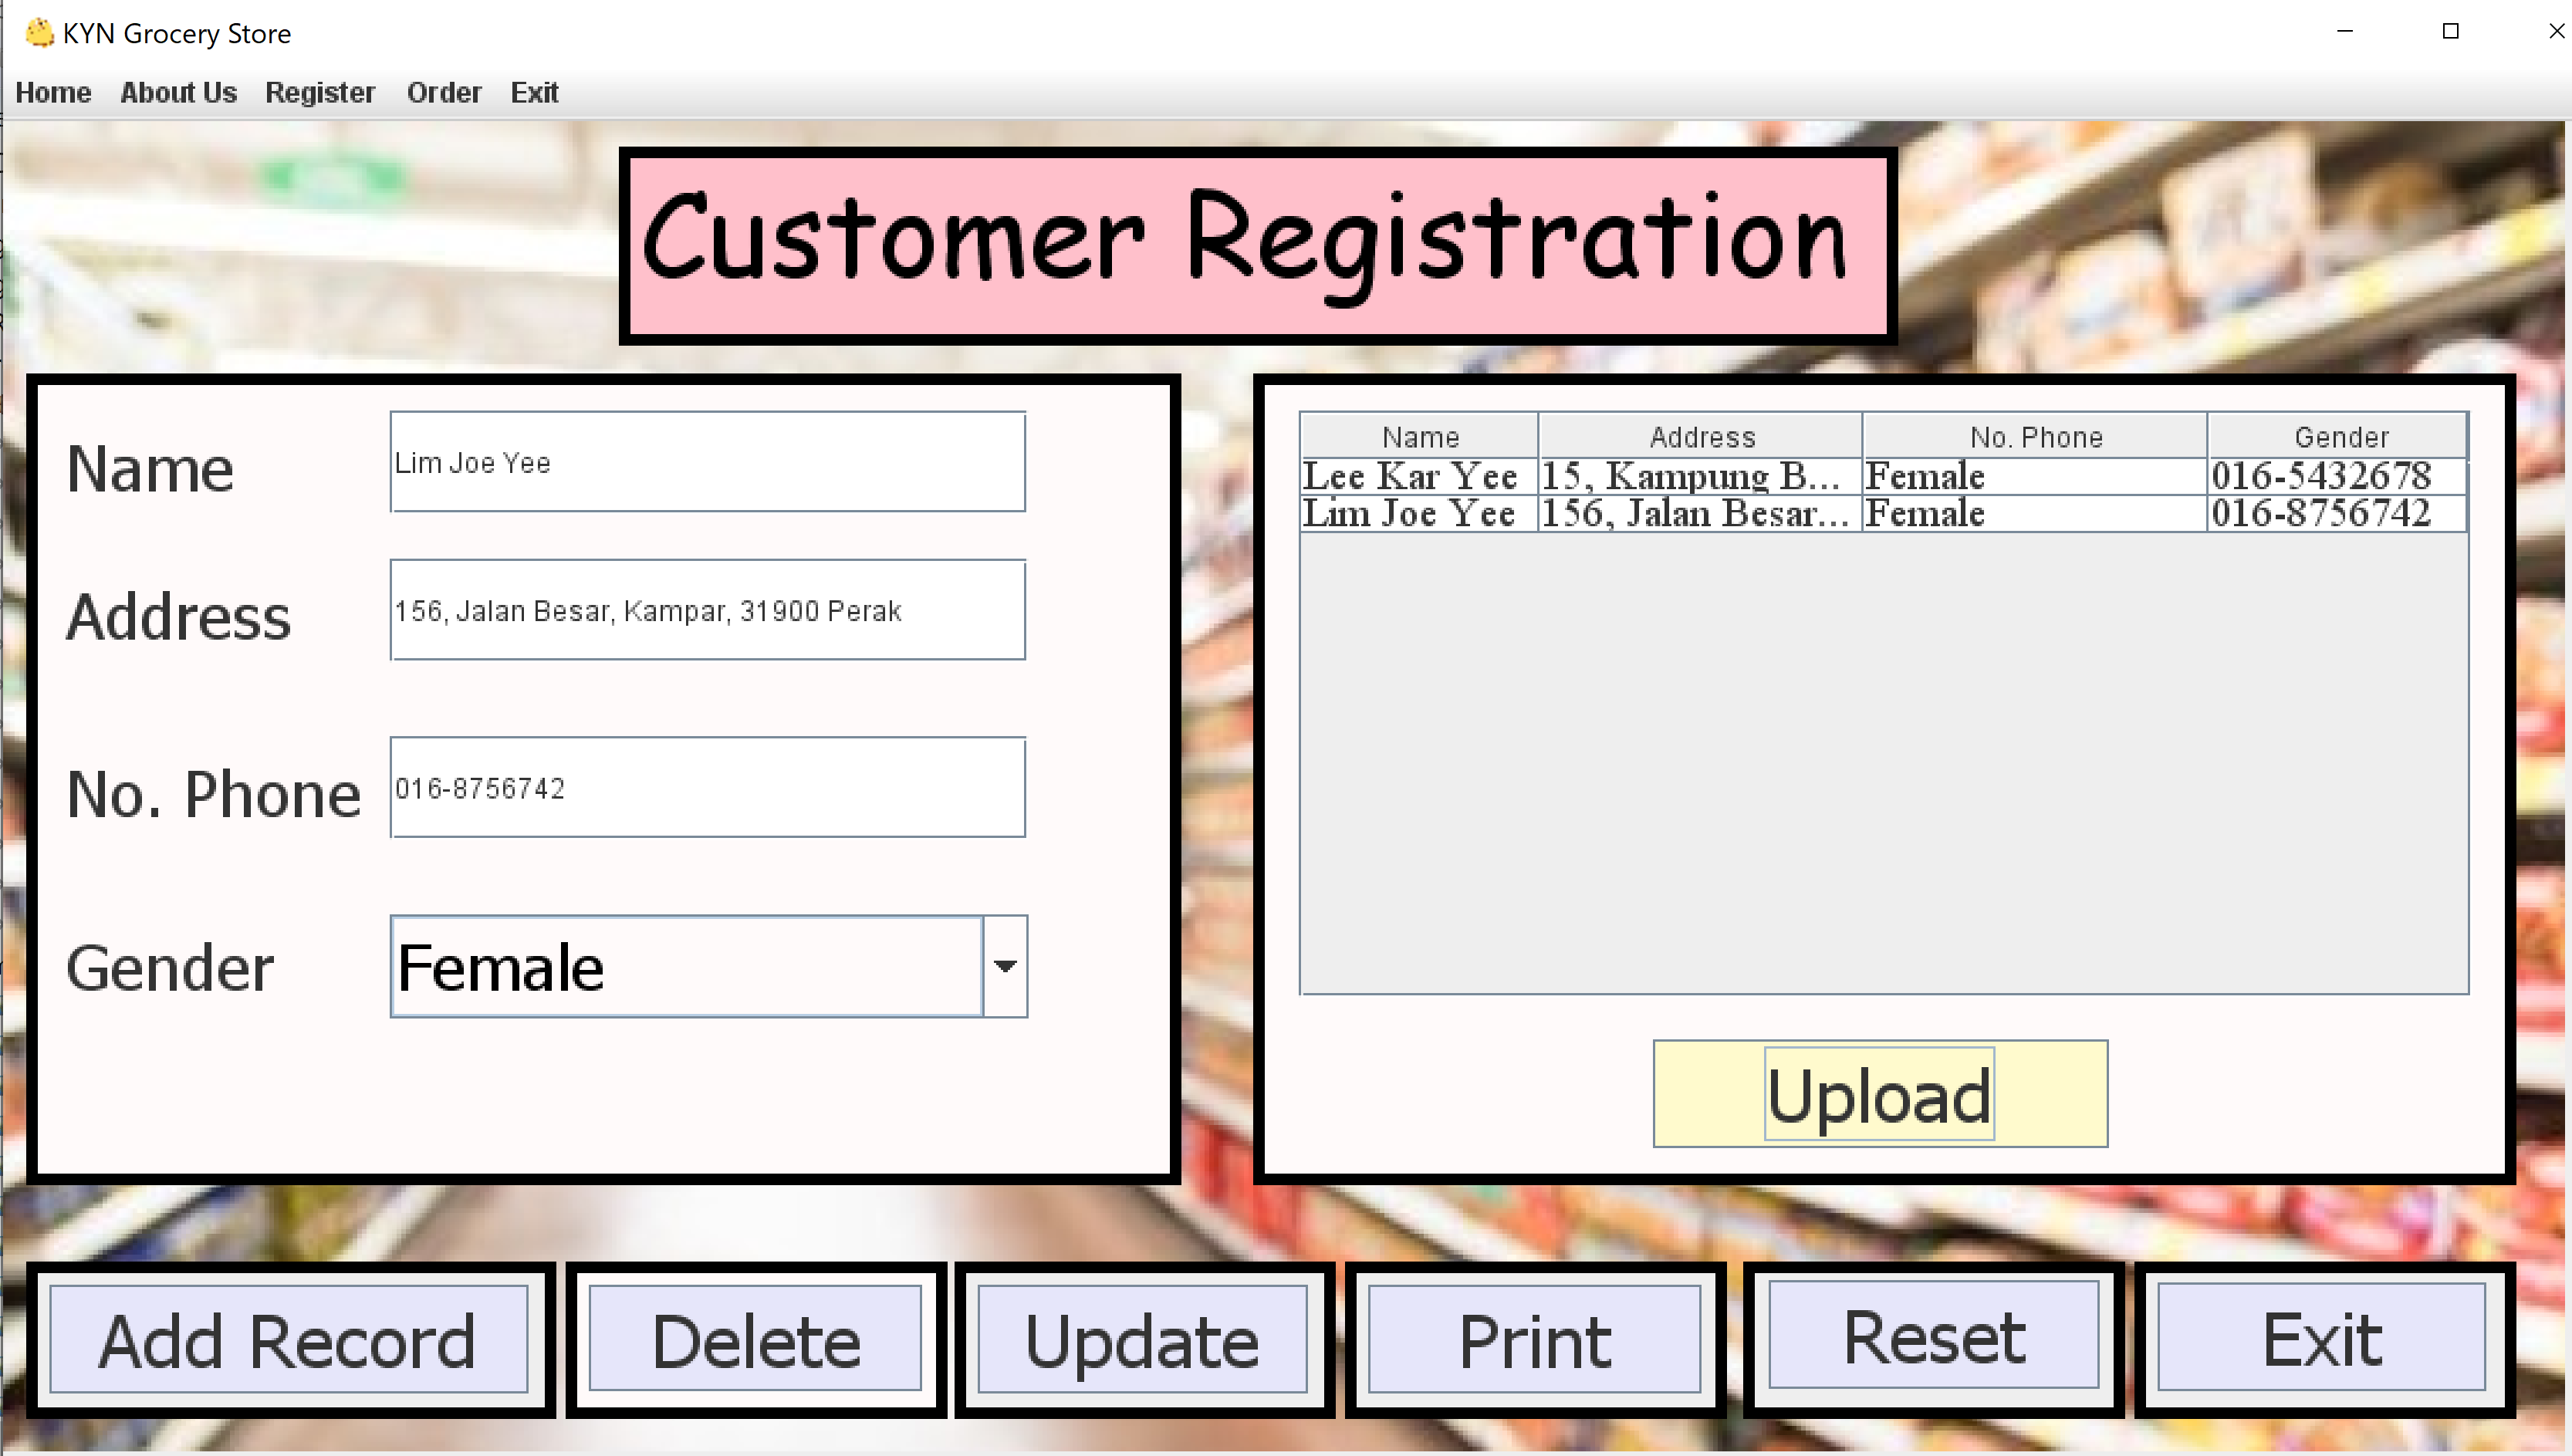 KYN Grocery Store
Home About Us Register Order Exit
Customer Registration
Name Lim Joe Yee
Address 156, Jalan Besar, Kampar, 31900 Perak
No. Phone 016-8756742
Gender Female
Name Address No. Phone Gender
Lee Kar Yee 15, Kampung B... Female 016-5432678
Lim Joe Yee 156, Jalan Besar... Female 016-8756742
Upload
Add Record Delete Update Print Reset Exit